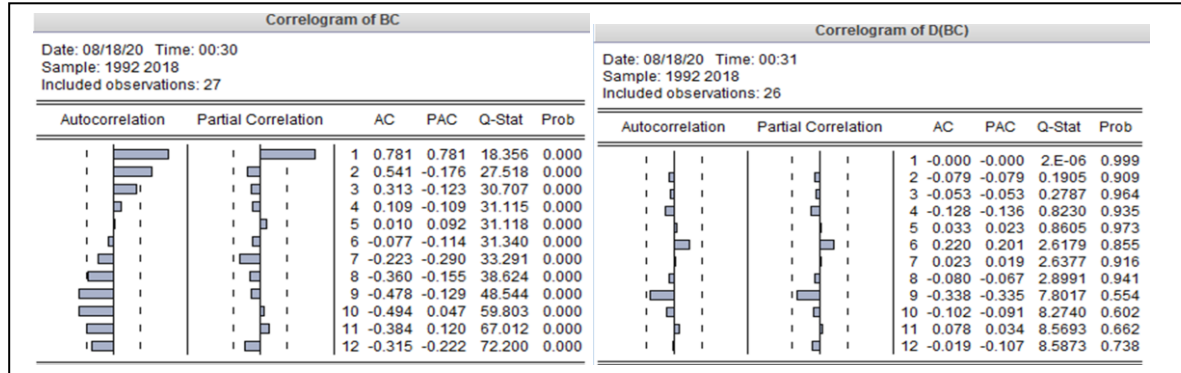 Correlogram of BC
Date: 08/18/20 Time: 00:30
Sample: 1992 2018
Included observations: 27
Autocorrelation Partial Correlation AC PAC Q-Stat Prob
1 0.781 0.781 18.356 0.000
2 0.541 -0.176 27.518 0.000
3 0.313 -0.123 30.707 0.000
4 0.109 -0.109 31.115 0.000
5 0.010 0.092 31.118 0.000
6 -0.077 -0.114 31.340 0.000
7 -0.223 -0.290 33.291 0.000
8 -0.360 -0.155 38.624 0.000
9 -0.478 -0.129 48.544 0.000
10 -0.494 0.047 59.803 0.000
11 -0.384 0.120 67.012 0.000
12 -0.315 -0.222 72.200 0.000
Correlogram of D(BC)
Date: 08/18/20 Time: 00:31
Sample: 1992 2018
Included observations: 26
Autocorrelation Partial Correlation AC PAC Q-Stat Prob
1 -0.000 -0.000 2.E-06 0.999
2 -0.079 -0.079 0.1905 0.909
3 -0.053 -0.053 0.2787 0.964
4 -0.128 -0.136 0.8230 0.935
5 0.033 0.023 0.8605 0.973
6 0.220 0.201 2.6179 0.855
7 0.023 0.019 2.6377 0.916
8 -0.080 -0.067 2.8991 0.941
9 -0.338 -0.335 7.8017 0.554
10 -0.102 -0.091 8.2740 0.602
11 0.078 0.034 8.5693 0.662
12 -0.019 -0.107 8.5873 0.738